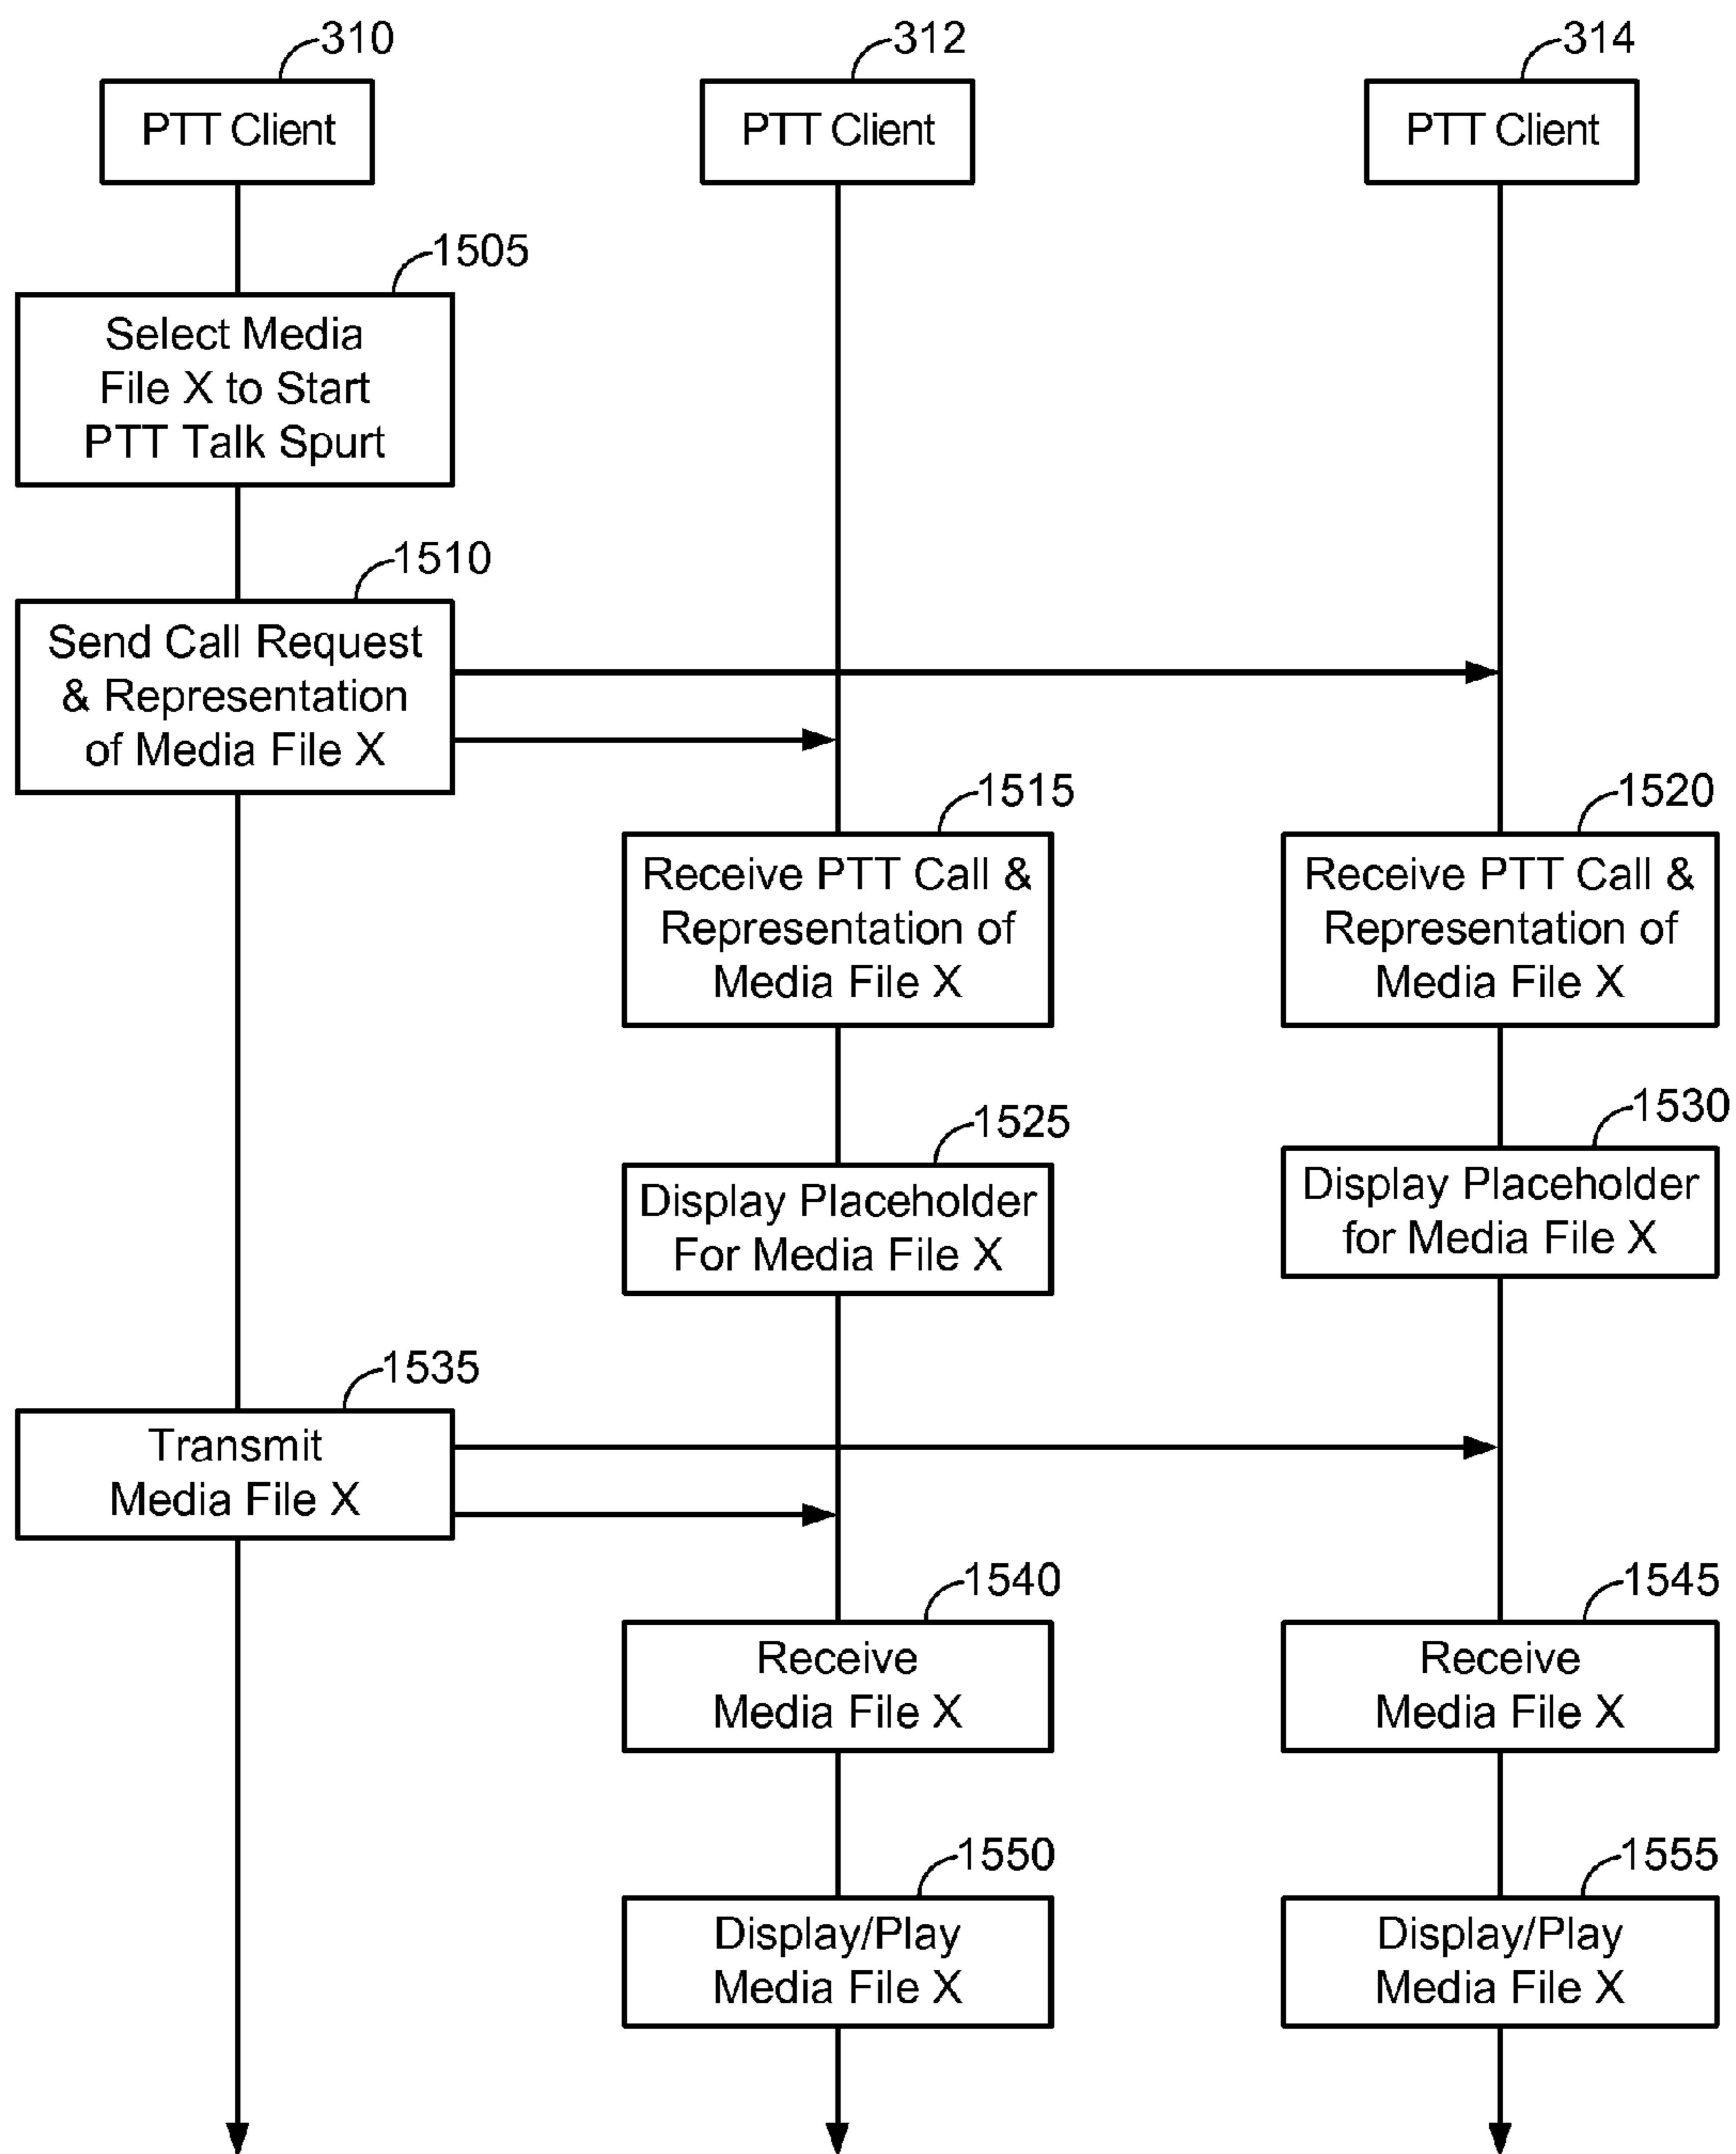 310
312
314
PTT Client
PTT Client
PTT Client
1505
Select Media
File X to Start
PTT Talk Spurt
1510
Send Call Request
& Representation
of Media File X
1515
Receive PTT Call &
Representation of
Media File X
1520
Receive PTT Call &
Representation of
Media File X
1525
Display Placeholder
For Media File X
1530
Display Placeholder
for Media File X
1535
Transmit
Media File X
1540
Receive
Media File X
1545
Receive
Media File X
1550
Display/Play
Media File X
1555
Display/Play
Media File X